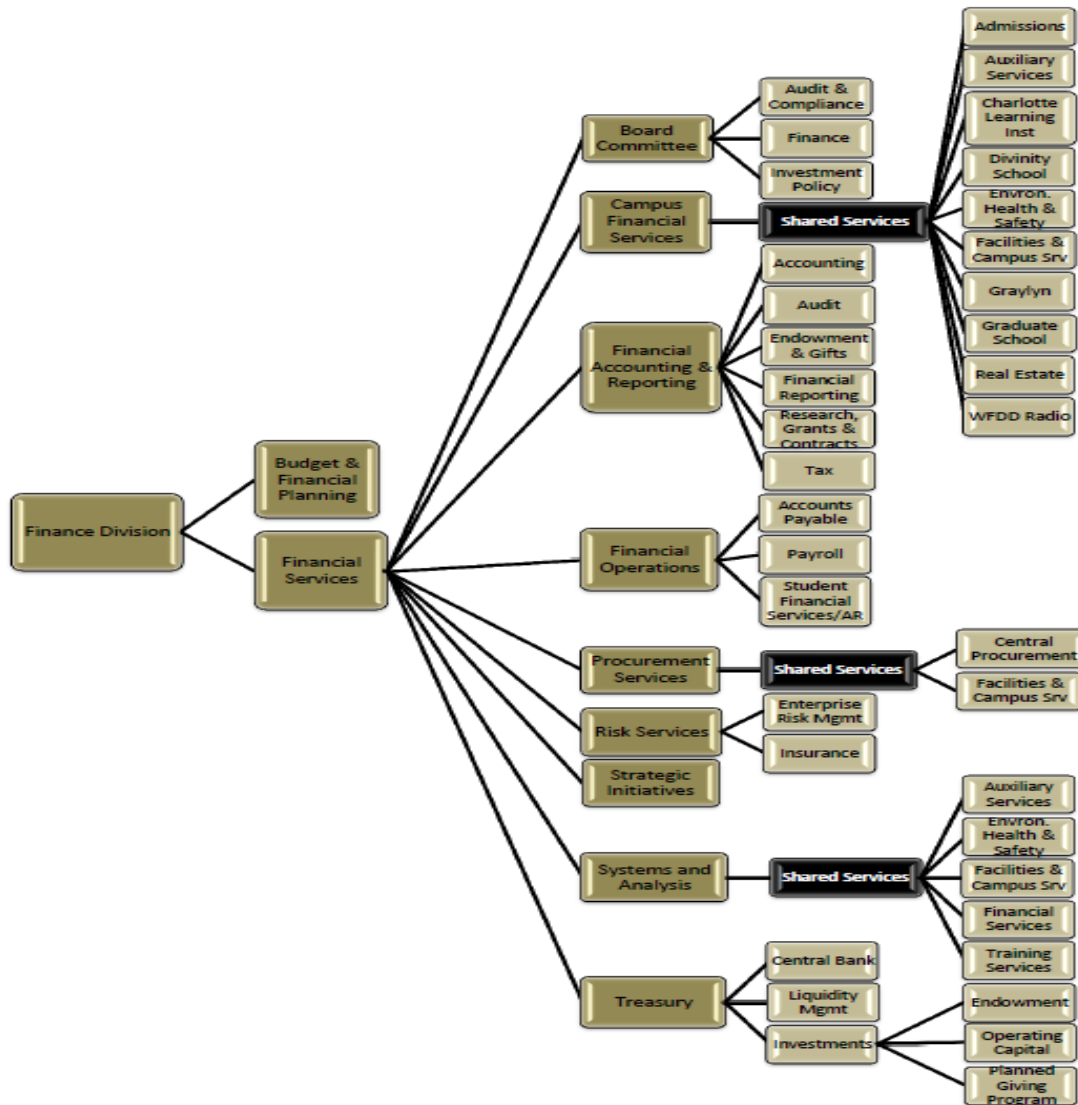 Finance Division
Budget &
Financial
Planning
Financial
Services
Board
Committee
Audit &
Compliance
Finance
Investment
Policy
Campus
Financial
Services
Shared Services
Admissions
Auxiliary
Services
Charlotte
Learning
Inst
Divinity
School
Envron.
Health &
Safety
Facilities &
Campus Srv
Graylyn
Graduate
School
Real Estate
WFDD Radio
Financial
Accounting &
Reporting
Accounting
Audit
Endowment
& Gifts
Financial
Reporting
Research,
Grants &
Contracts
Tax
Financial
Operations
Accounts
Payable
Payroll
Student
Financial
Services/AR
Procurement
Services
Shared Services
Central
Procurement
Facilities &
Campus Srv
Risk Services
Enterprise
Risk Mgmt
Insurance
Strategic
Initiatives
Systems and
Analysis
Shared Services
Auxiliary
Services
Envron.
Health &
Safety
Facilities &
Campus Srv
Financial
Services
Training
Services
Treasury
Central Bank
Liquidity
Mgmt
Investments
Endowment
Operating
Capital
Planned
Giving
Program